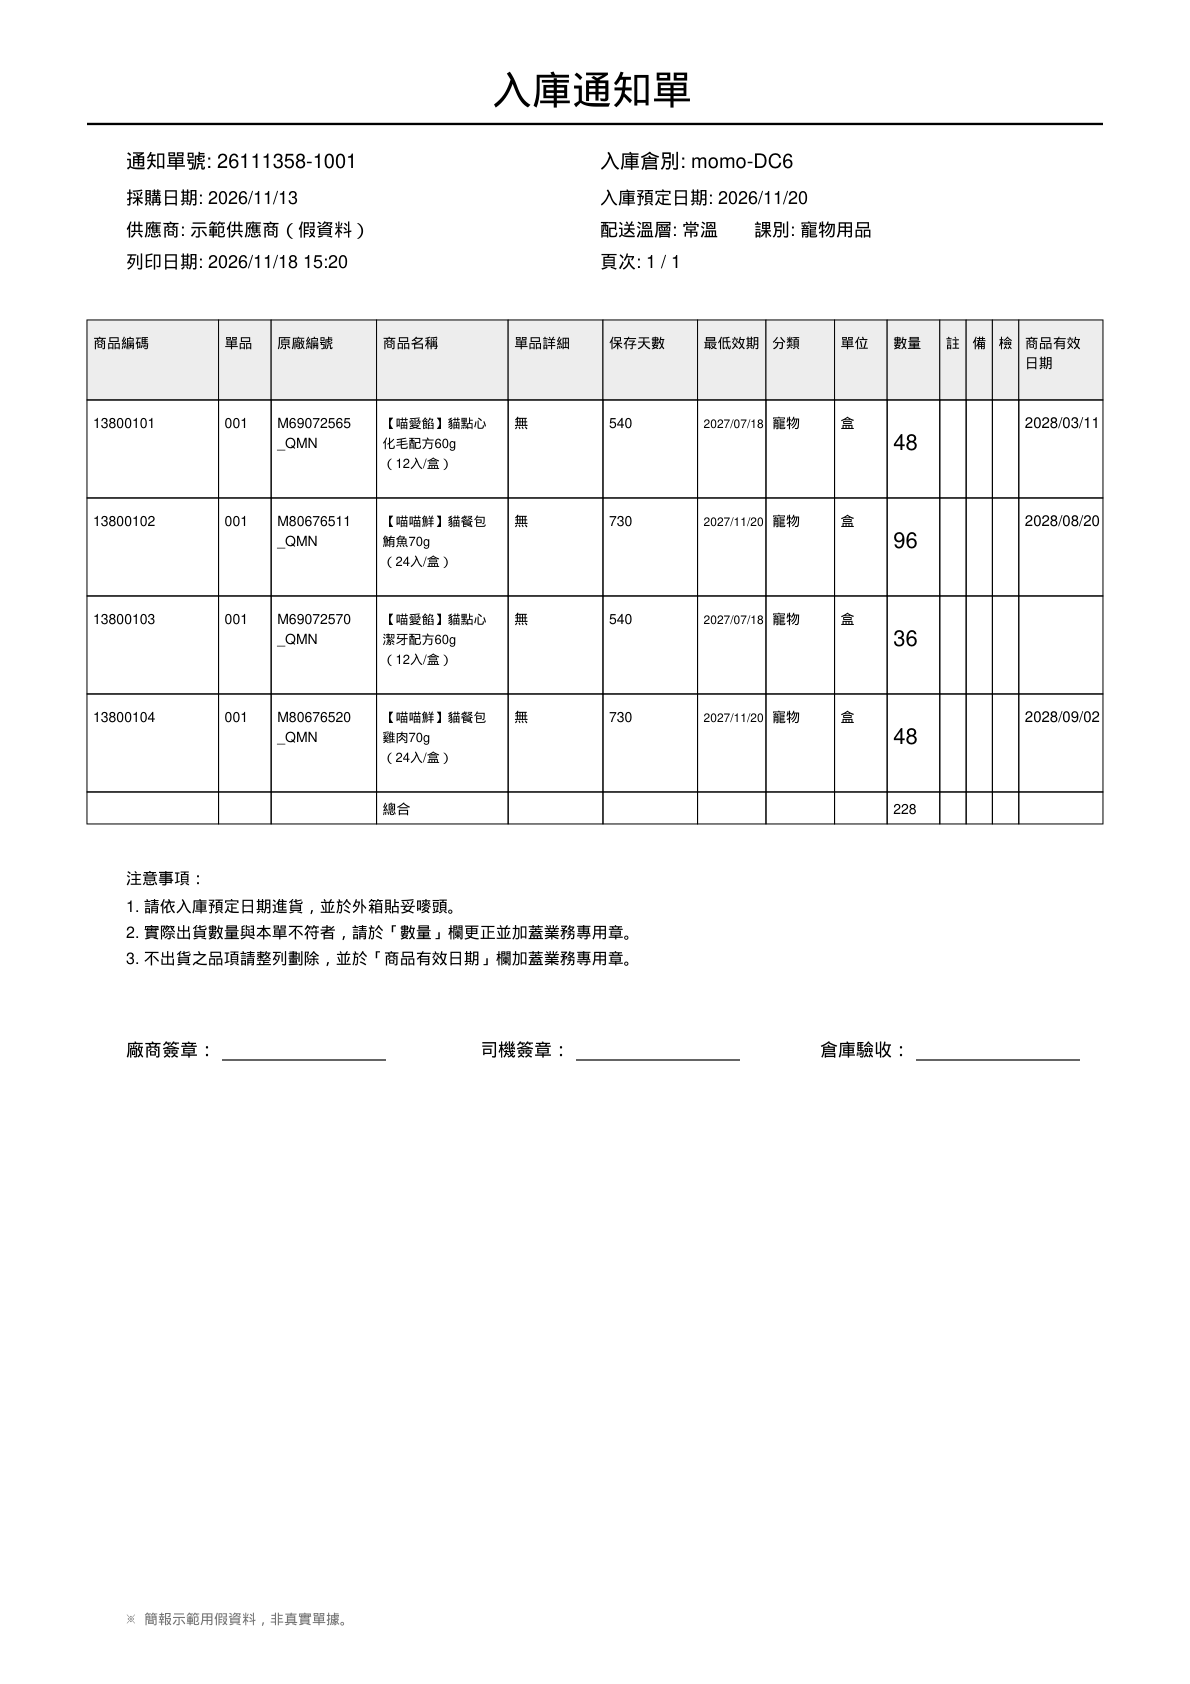 入庫通知單
通知單號: 26111358-1001 入庫倉別: momo-DC6
採購日期: 2026/11/13 入庫預定日期: 2026/11/20
供應商: 示範供應商（假資料） 配送溫層: 常溫 課別: 寵物用品
列印日期: 2026/11/18 15:20 頁次: 1 / 1
商品編碼 單品 原廠編號 商品名稱 單品詳細 保存天數 最低效期 分類 單位 數量 註 備 檢 商品有效
日期
13800101 001 M69072565 【喵愛餡】貓點心 無 540 2027/07/18 寵物 盒 48 2028/03/11
_QMN 化毛配方60g
（12入/盒）
13800102 001 M80676511 【喵喵鮮】貓餐包 無 730 2027/11/20 寵物 盒 96 2028/08/20
_QMN 鮪魚70g
（24入/盒）
13800103 001 M69072570 【喵愛餡】貓點心 無 540 2027/07/18 寵物 盒 36
_QMN 潔牙配方60g
（12入/盒）
13800104 001 M80676520 【喵喵鮮】貓餐包 無 730 2027/11/20 寵物 盒 48 2028/09/02
_QMN 雞肉70g
（24入/盒）
總合 228
注意事項：
1. 請依入庫預定日期進貨，並於外箱貼妥嘜頭。
2. 實際出貨數量與本單不符者，請於「數量」欄更正並加蓋業務專用章。
3. 不出貨之品項請整列劃除，並於「商品有效日期」欄加蓋業務專用章。
廠商簽章： 司機簽章： 倉庫驗收：
※ 簡報示範用假資料，非真實單據。